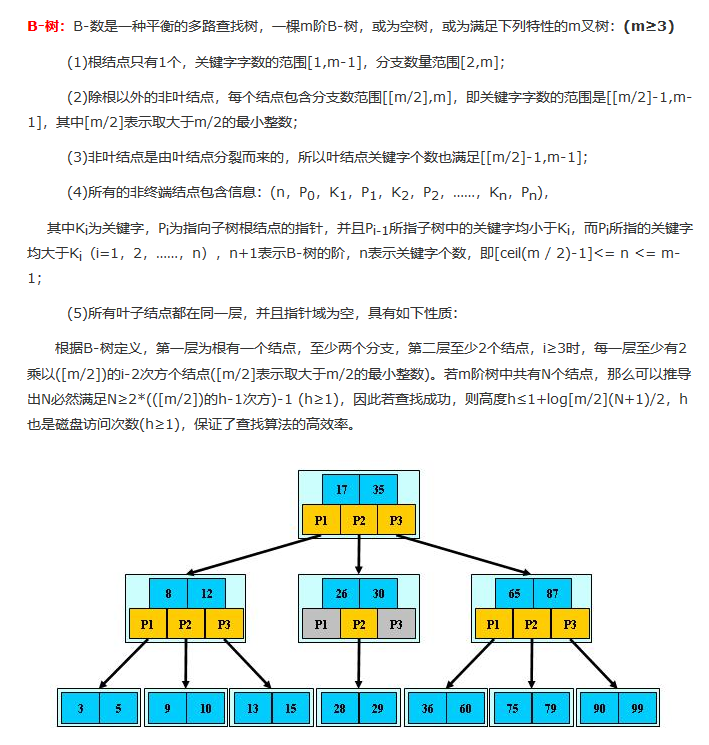 B-树：B-数是一种平衡的多路查找树，一棵m阶B-树，或为空树，或为满足下列特性的m叉树：(m≥3)
(1)根结点只有1个，关键字字数的范围[1,m-1]，分支数量范围[2,m]；
(2)除根以外的非叶结点，每个结点包含分支数范围[[m/2],m]，即关键字字数的范围是[[m/2]-1,m-
1]，其中[m/2]表示取大于m/2的最小整数；
(3)非叶结点是由叶结点分裂而来的，所以叶结点关键字个数也满足[[m/2]-1,m-1]；
(4)所有的非终端结点包含信息：(n，P0，K1，P1，K2，P2，……，Kn，Pn)，
其中Ki为关键字，Pi为指向子树根结点的指针，并且Pi-1所指子树中的关键字均小于Ki，而Pi所指的关键字
均大于Ki（i=1，2，……，n），n+1表示B-树的阶，n表示关键字个数，即[ceil(m / 2)-1]<= n <= m-
1；
(5)所有叶子结点都在同一层，并且指针域为空，具有如下性质：
根据B-树定义，第一层为根有一个结点，至少两个分支，第二层至少2个结点，i≥3时，每一层至少有2
乘以([m/2])的i-2次方个结点([m/2]表示取大于m/2的最小整数)。若m阶树中共有N个结点，那么可以推导
出N必然满足N≥2*(([m/2])的h-1次方)-1 (h≥1)，因此若查找成功，则高度h≤1+log[m/2](N+1)/2，h
也是磁盘访问次数(h≥1)，保证了查找算法的高效率。
17 35
P1 P2 P3
8 12 26 30 65 87
P1 P2 P3 P1 P2 P3 P1 P2 P3
3 5 9 10 13 15 28 29 36 60 75 79 90 99